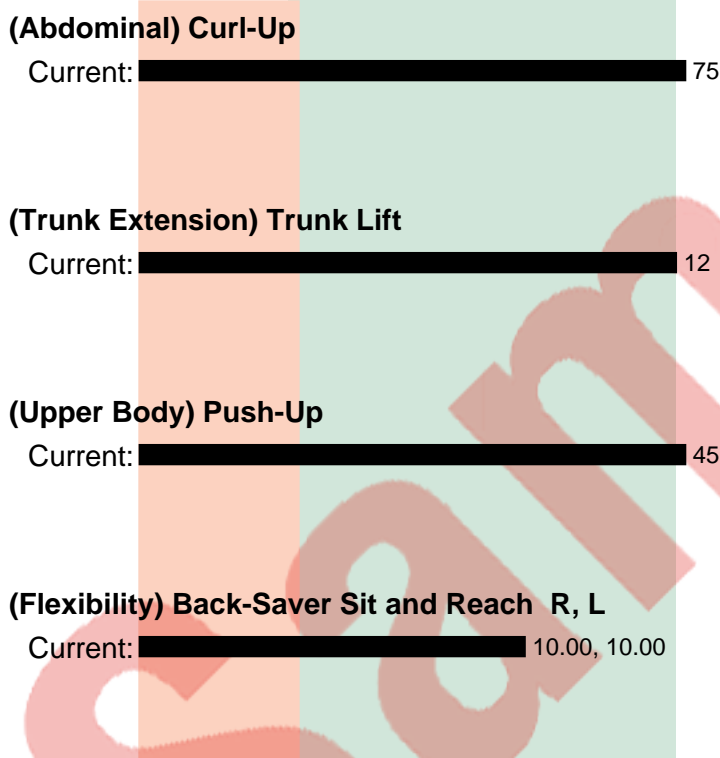 (Abdominal) Curl-Up
Current: 75
(Trunk Extension) Trunk Lift
Current: 12
(Upper Body) Push-Up
Current: 45
(Flexibility) Back-Saver Sit and Reach R, L
Current: 10.00, 10.00